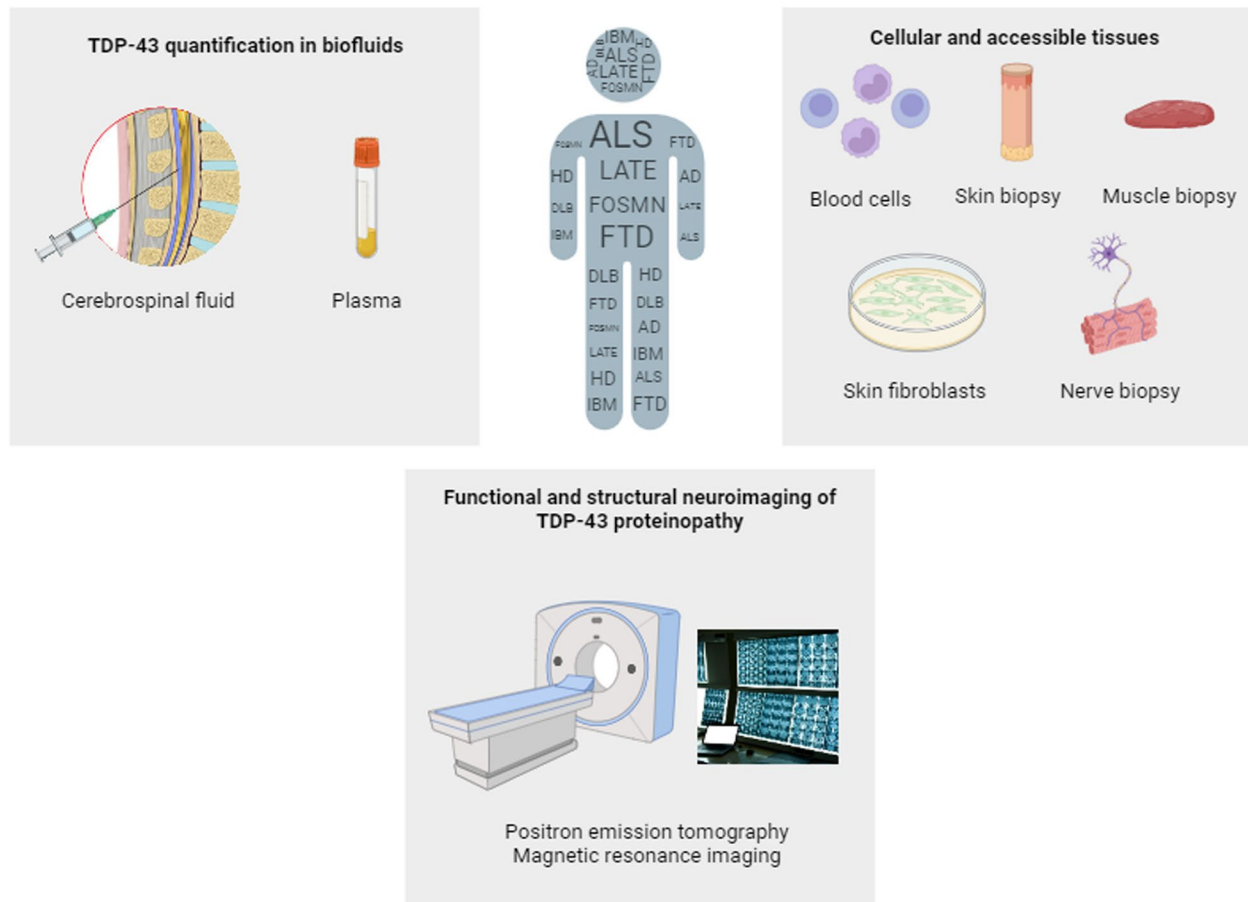 TDP-43 quantification in biofluids
Cerebrospinal fluid
Plasma
IBM
HD
DLB
ALS
AD
LATE
FTD
FOSMN
ALS
FOSMN
FTD
LATE
HD
AD
FOSMN
DLB
LATE
FTD
IBM
ALS
DLB HD
FTD DLB
FOSMN AD
LATE IBM
HD ALS
IBM FTD
Cellular and accessible tissues
Blood cells
Skin biopsy
Muscle biopsy
Skin fibroblasts
Nerve biopsy
Functional and structural neuroimaging of
TDP-43 proteinopathy
Positron emission tomography
Magnetic resonance imaging